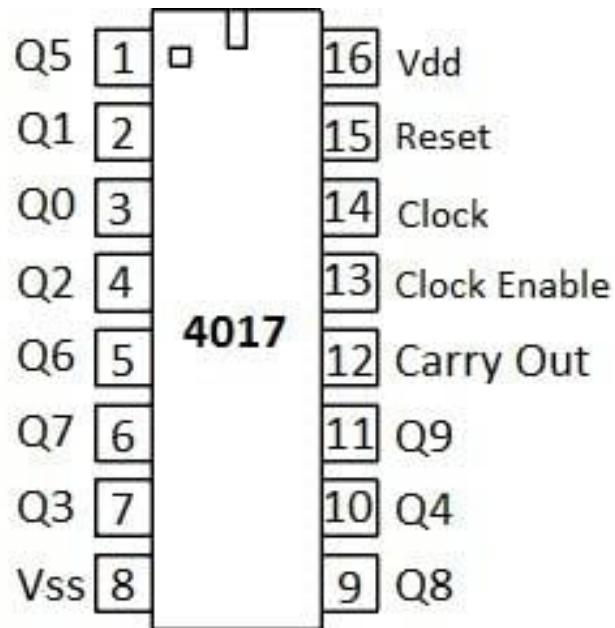 Q5 1 16 Vdd
Q1 2 15 Reset
Q0 3 14 Clock
Q2 4 13 Clock Enable
4017
Q6 5 12 Carry Out
Q7 6 11 Q9
Q3 7 10 Q4
Vss 8 9 Q8